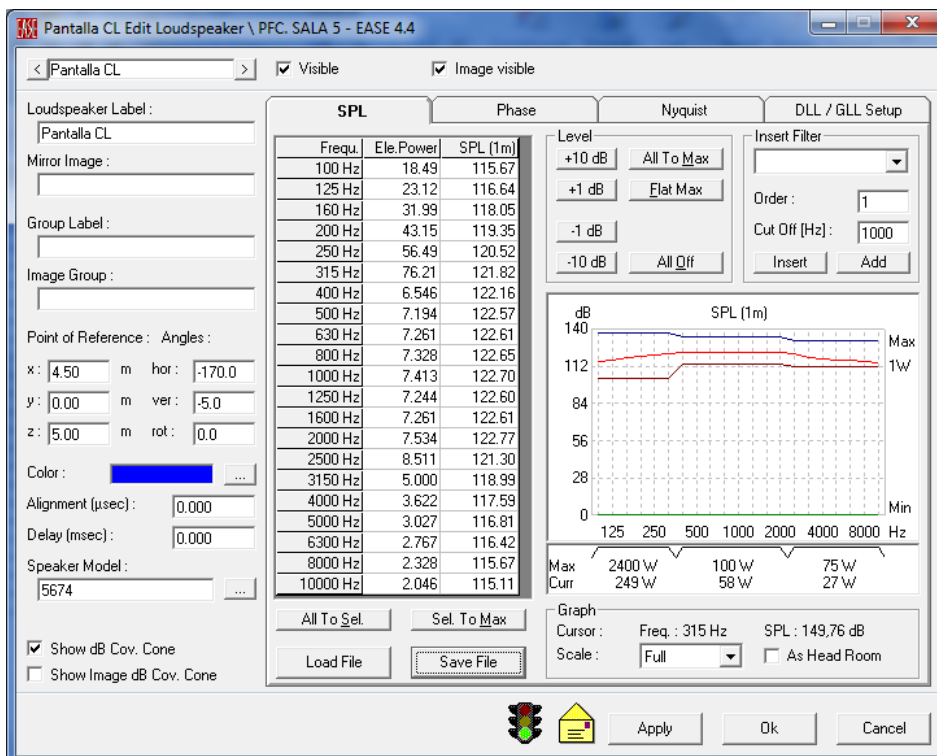 EASE Pantalla CL Edit Loudspeaker \ PFC. SALA 5 - EASE 4.4
< Pantalla CL > Visible Image visible
Loudspeaker Label :
Pantalla CL
Mirror Image :
Group Label :
Image Group :
Point of Reference : Angles :
x : 4.50 m hor : -170.0
y : 0.00 m ver : -5.0
z : 5.00 m rot : 0.0
Color : ...
Alignment (µsec) : 0.000
Delay (msec) : 0.000
Speaker Model :
5674 ...
Show dB Cov. Cone
Show Image dB Cov. Cone
SPL Phase Nyquist DLL / GLL Setup
Frequ. Ele.Power SPL (1m)
100 Hz 18.49 115.67
125 Hz 23.12 116.64
160 Hz 31.99 118.05
200 Hz 43.15 119.35
250 Hz 56.49 120.52
315 Hz 76.21 121.82
400 Hz 6.546 122.16
500 Hz 7.194 122.57
630 Hz 7.261 122.61
800 Hz 7.328 122.65
1000 Hz 7.413 122.70
1250 Hz 7.244 122.60
1600 Hz 7.261 122.61
2000 Hz 7.534 122.77
2500 Hz 8.511 121.30
3150 Hz 5.000 118.99
4000 Hz 3.622 117.59
5000 Hz 3.027 116.81
6300 Hz 2.767 116.42
8000 Hz 2.328 115.67
10000 Hz 2.046 115.11
All To Sel. Sel. To Max
Load File Save File
Level
+10 dB All To Max
+1 dB Flat Max
-1 dB
-10 dB All Off
Insert Filter
Order : 1
Cut Off [Hz] : 1000
Insert Add
dB SPL (1m)
140
112
84
56
28
0
Max
1W
Min
125 250 500 1000 2000 4000 8000 Hz
Max 2400 W 100 W 75 W
Curr 249 W 58 W 27 W
Graph
Cursor : Freq. : 315 Hz SPL : 149,76 dB
Scale : Full As Head Room
Apply Ok Cancel